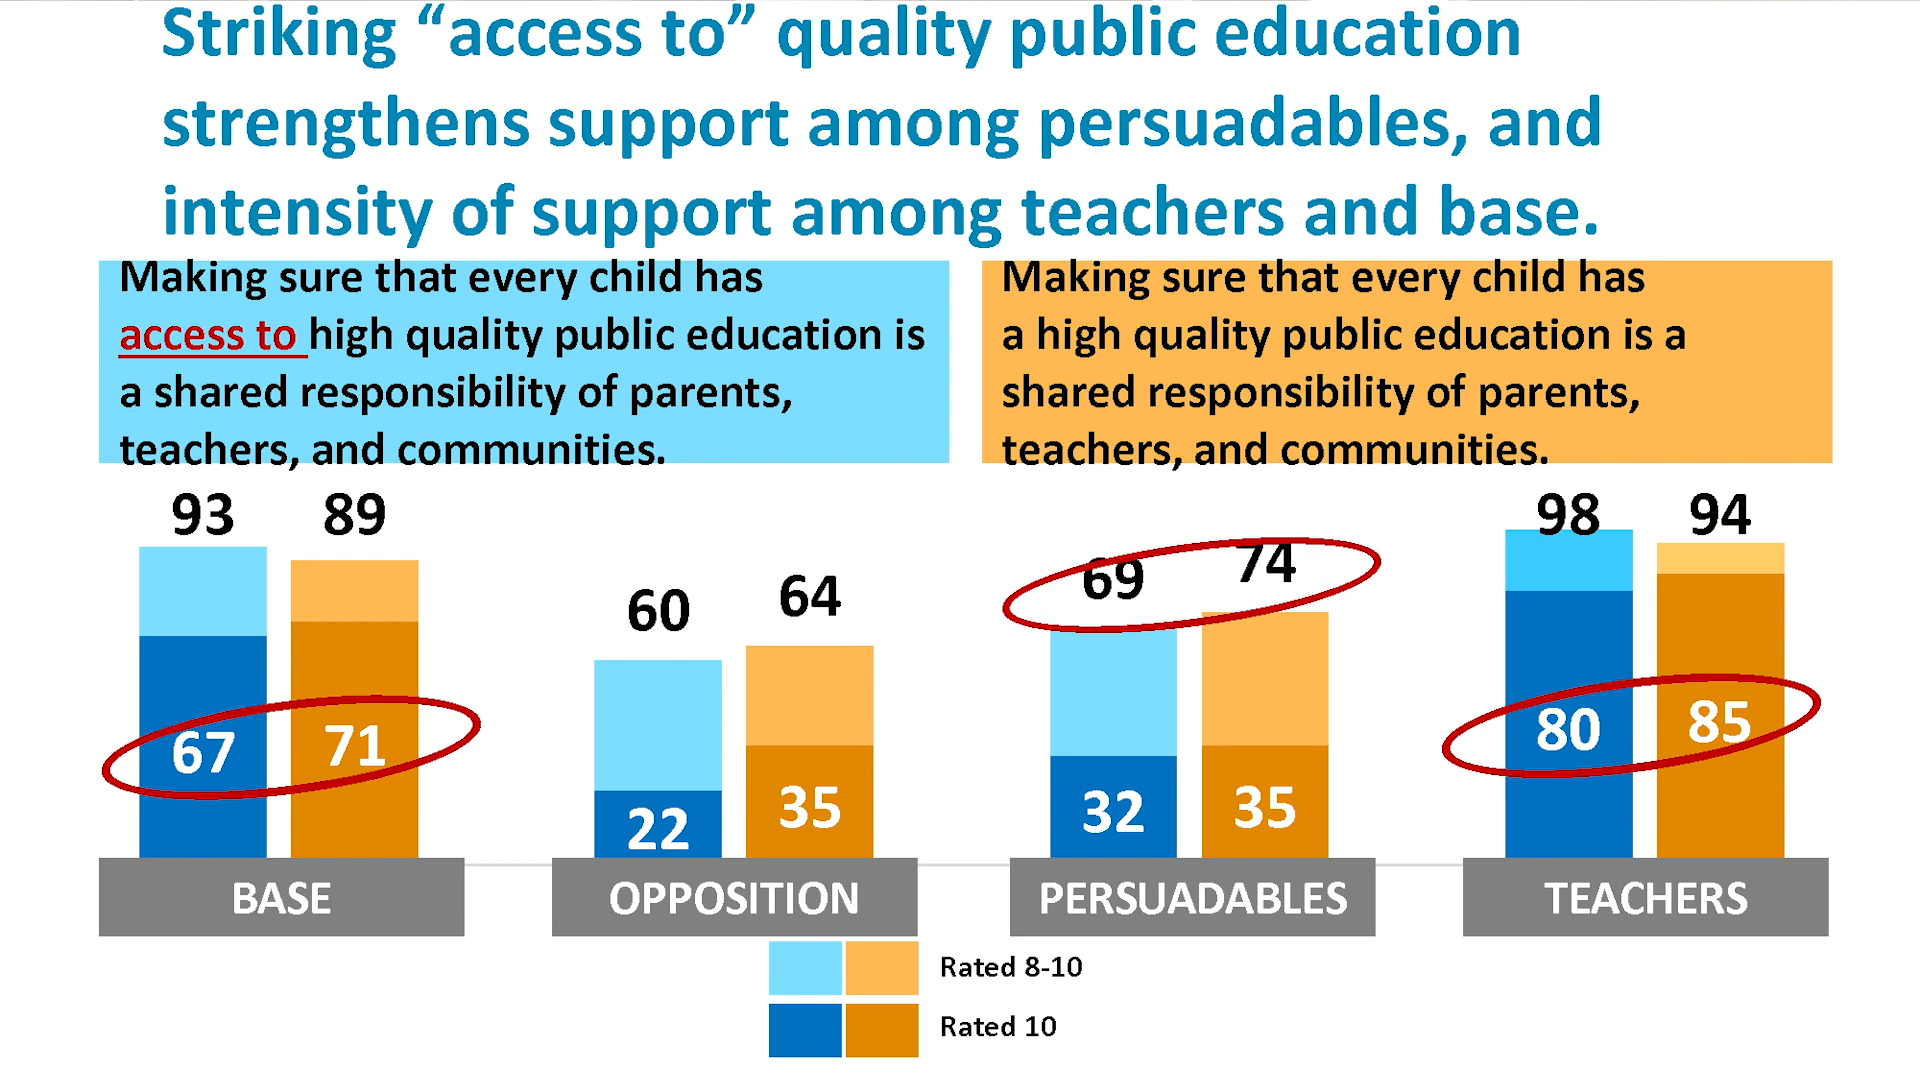 Striking “access to” quality public education
strengthens support among persuadables, and
intensity of support among teachers and base.
Making sure that every child has
access to high quality public education is
a shared responsibility of parents,
teachers, and communities.
Making sure that every child has
a high quality public education is a
shared responsibility of parents,
teachers, and communities.
93 89
67 71
BASE
60 64
22 35
OPPOSITION
69 74
32 35
PERSUADABLES
98 94
80 85
TEACHERS
Rated 8-10
Rated 10